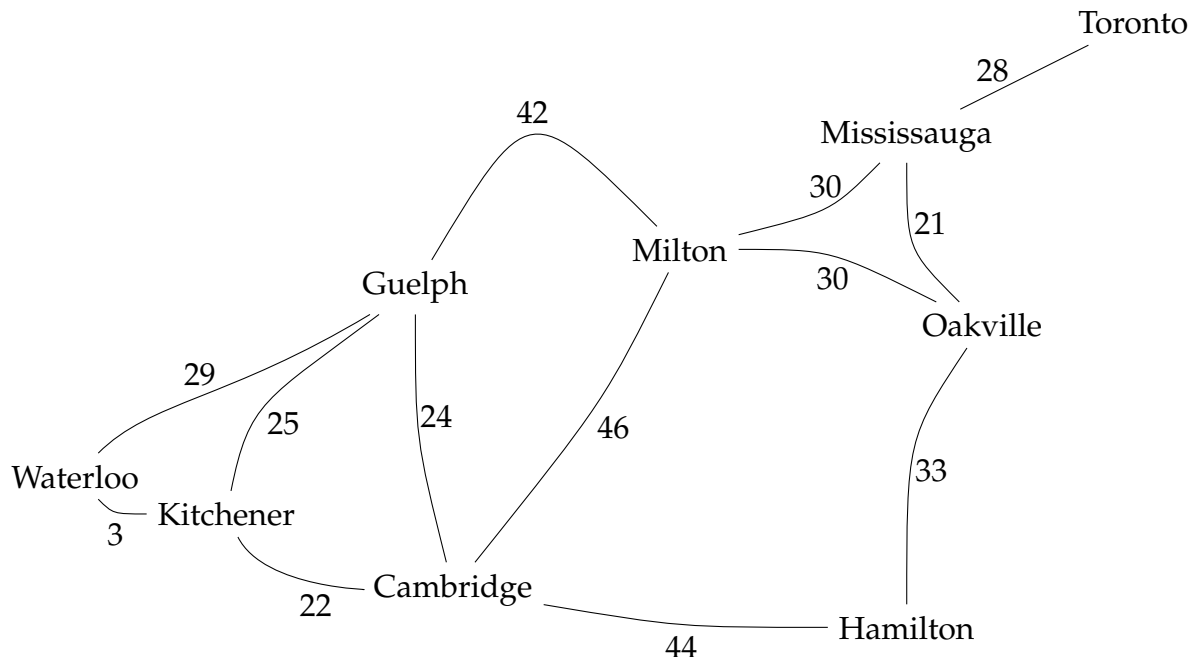 Toronto
28
42
Mississauga
30
21
Milton
30
Guelph
Oakville
29
25
24
46
33
Waterloo
Kitchener
3
Cambridge
22
44
Hamilton